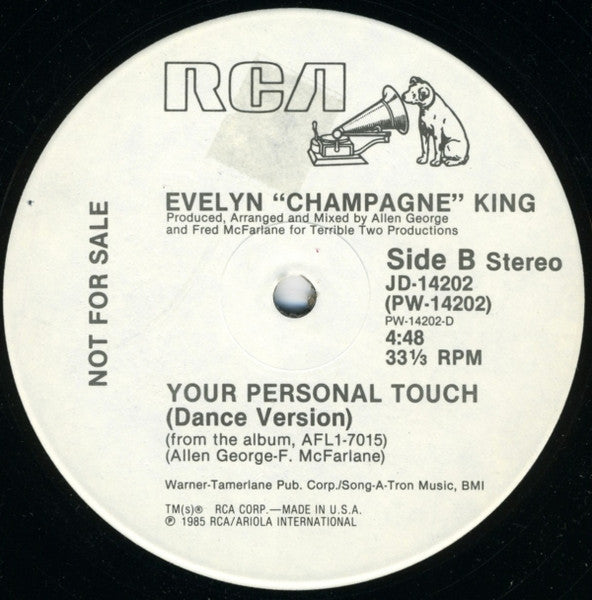 RCA
EVELYN “CHAMPAGNE” KING
Produced, Arranged and Mixed by Allen George
and Fred McFarlane for Terrible Two Productions
NOT FOR SALE
Side B Stereo
JD-14202
(PW-14202)
PW-14202-D
4:48
33⅓ RPM
YOUR PERSONAL TOUCH
(Dance Version)
(from the album, AFL1-7015)
(Allen George-F. McFarlane)
Warner-Tamerlane Pub. Corp./Song-A-Tron Music, BMI
TM(s)® RCA CORP.—MADE IN U.S.A.
℗ 1985 RCA/ARIOLA INTERNATIONAL